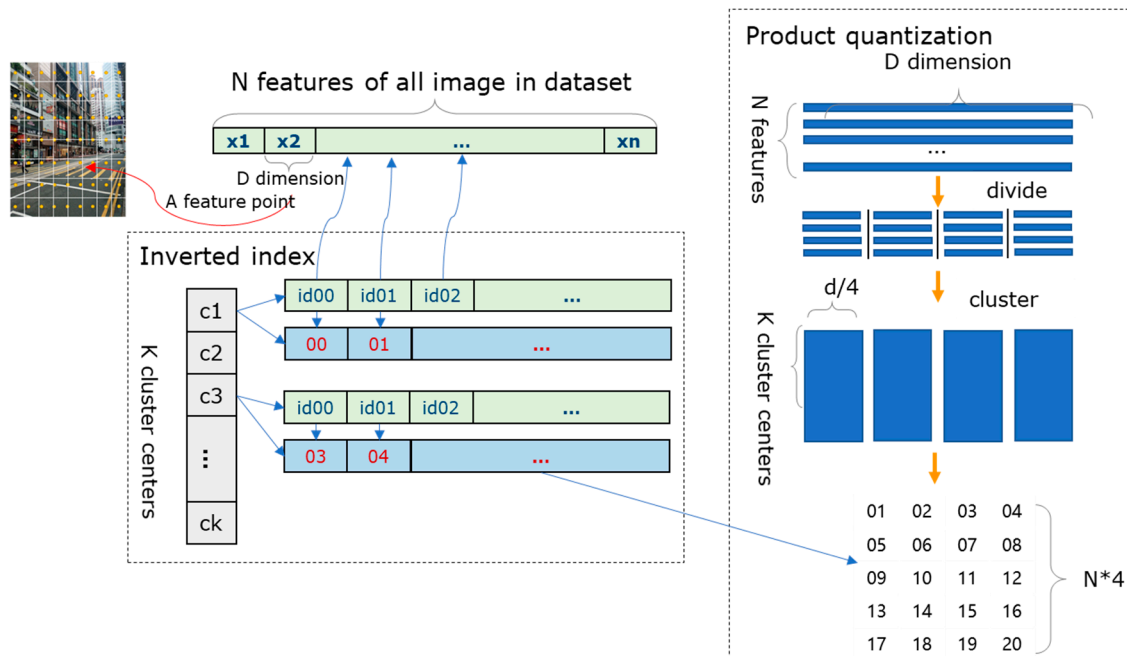 N features of all image in dataset
x1 x2 ... xn
D dimension
A feature point
Inverted index
K cluster centers
c1
c2
c3
...
ck
id00 id01 id02 ...
00 01 ...
id00 id01 id02 ...
03 04 ...
Product quantization
D dimension
N features
...
divide
d/4
cluster
K cluster centers
01 02 03 04
05 06 07 08
09 10 11 12
13 14 15 16
17 18 19 20
N*4